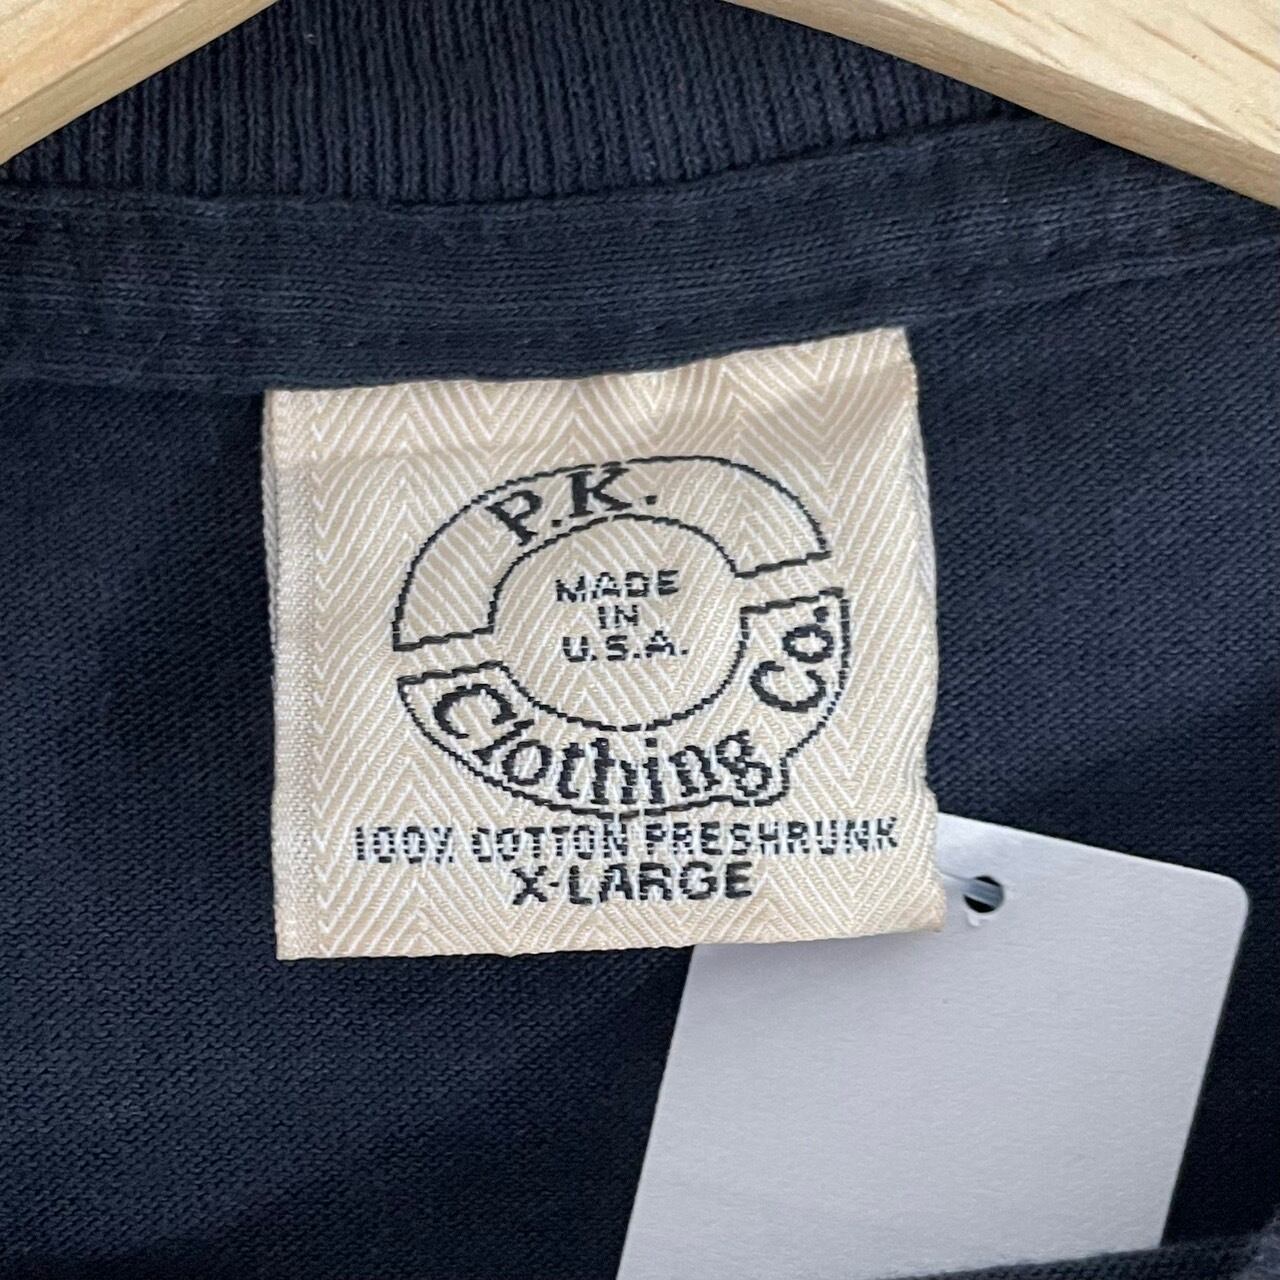 P.K.
MADE
IN
U.S.A.
Clothing Co.
100% COTTON PRESHRUNK
X-LARGE